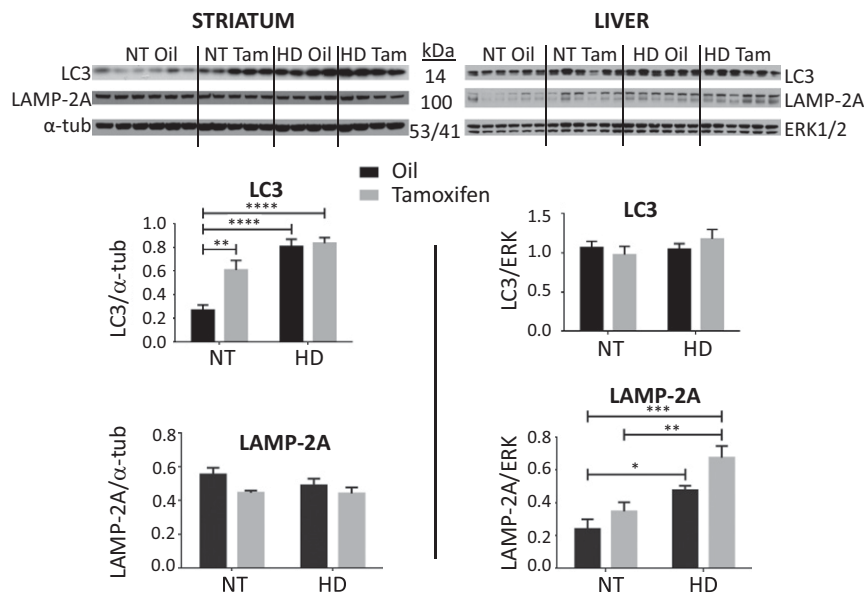 STRIATUM LIVER
NT Oil NT Tam HD Oil HD Tam kDa NT Oil NT Tam HD Oil HD Tam
LC3 14 LC3
LAMP-2A 100 LAMP-2A
α-tub 53/41 ERK1/2
Oil
Tamoxifen
LC3
****
****
**
1.0
0.8
0.6
0.4
0.2
0.0
LC3/α-tub
NT HD
LC3
1.5
1.0
0.5
0.0
LC3/ERK
NT HD
LAMP-2A
0.8
0.6
0.4
0.2
0.0
LAMP-2A/α-tub
NT HD
LAMP-2A
***
**
*
0.8
0.6
0.4
0.2
0.0
LAMP-2A/ERK
NT HD